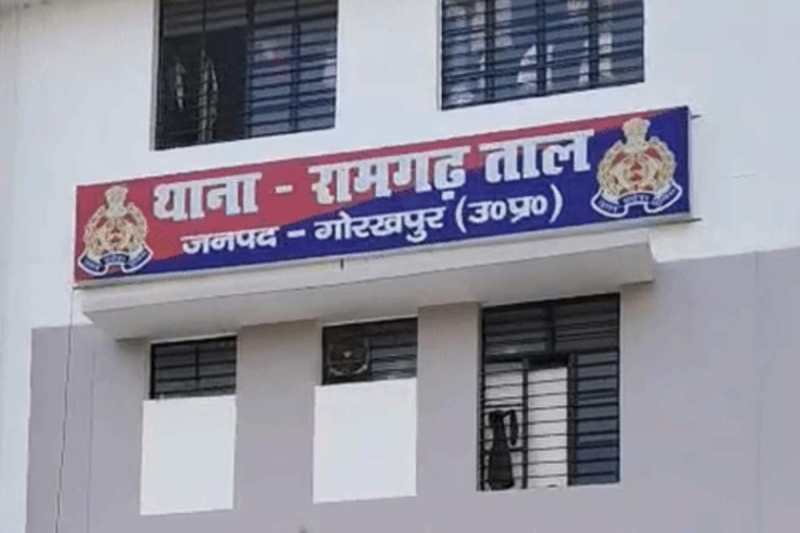 थाना - रामगढ़ ताल
जनपद - गोरखपुर (उ०प्र०)